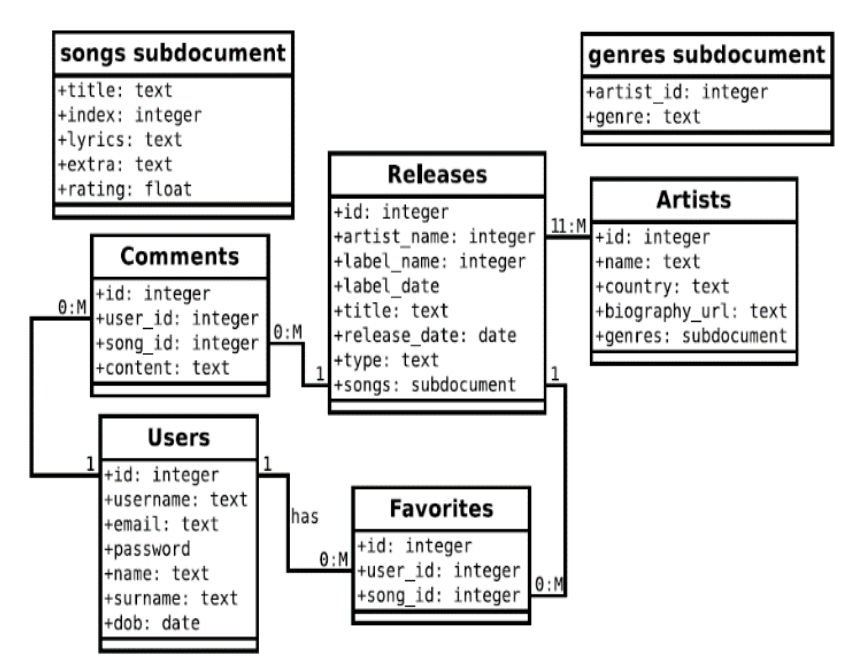 songs subdocument
+title: text
+index: integer
+lyrics: text
+extra: text
+rating: float
genres subdocument
+artist_id: integer
+genre: text
Releases
+id: integer
+artist_name: integer
+label_name: integer
+label_date
+title: text
+release_date: date
+type: text
+songs: subdocument
11:M
Artists
+id: integer
+name: text
+country: text
+biography_url: text
+genres: subdocument
Comments
+id: integer
+user_id: integer
+song_id: integer
+content: text
0:M
0:M
1
1
Users
+id: integer
+username: text
+email: text
+password
+name: text
+surname: text
+dob: date
1
1
has
0:M
Favorites
+id: integer
+user_id: integer
+song_id: integer
0:M